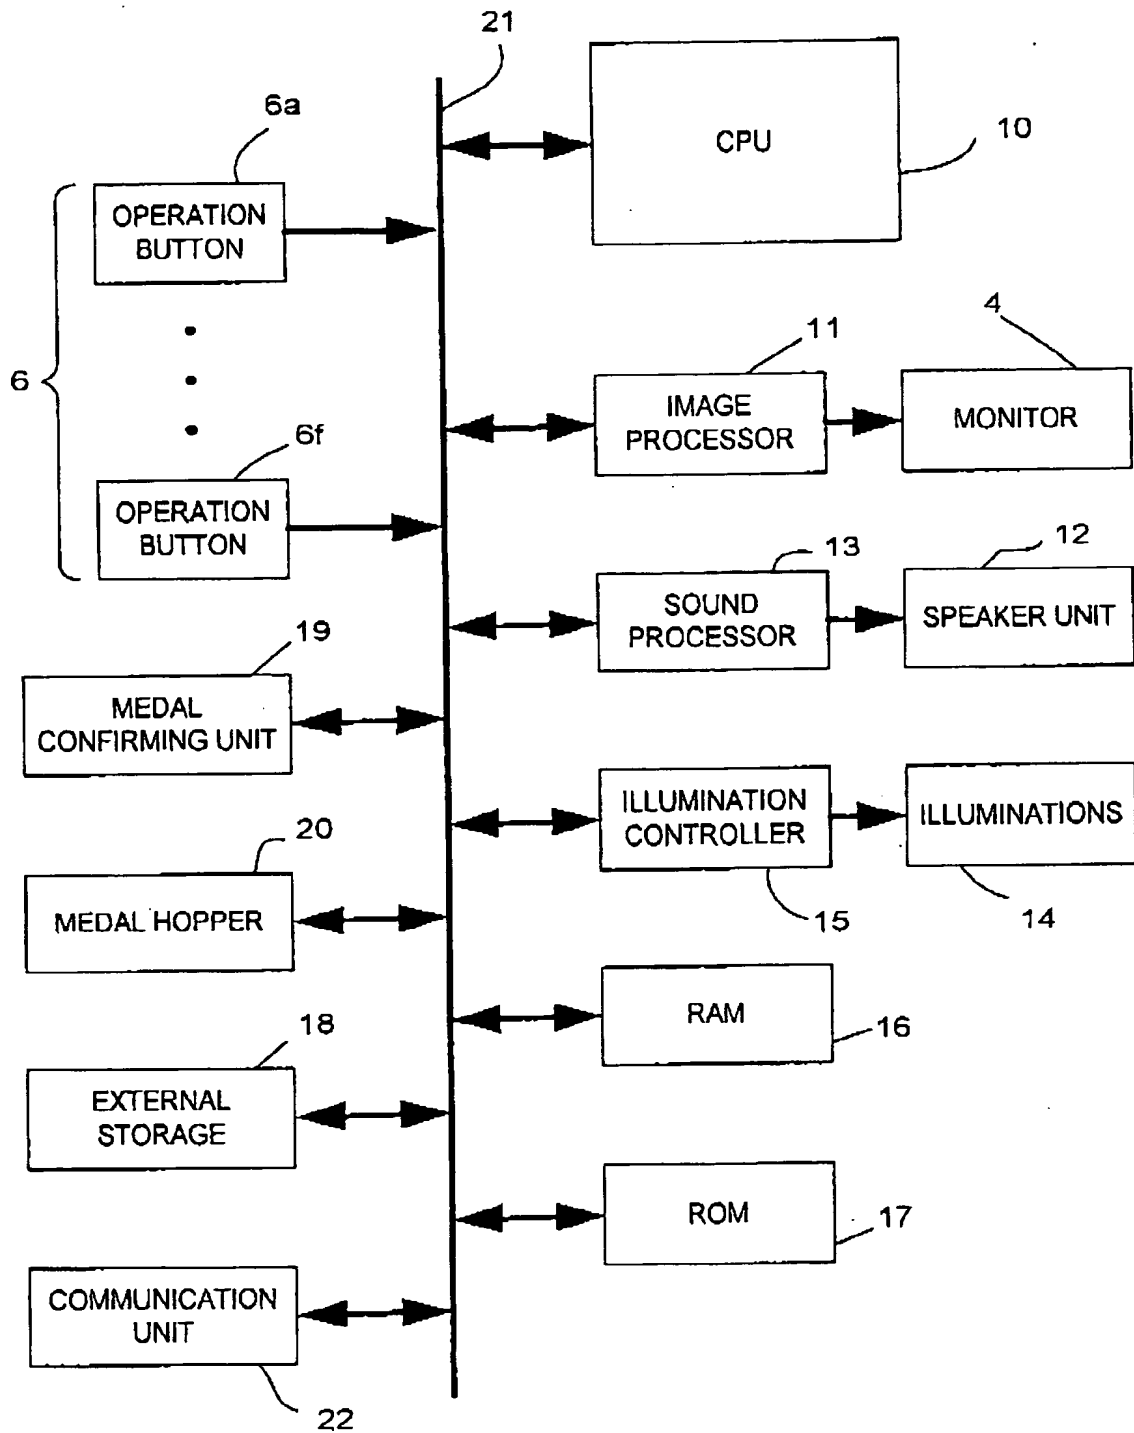 21
CPU
10
6a
OPERATION
BUTTON
6
6f
OPERATION
BUTTON
11
IMAGE
PROCESSOR
4
MONITOR
13
SOUND
PROCESSOR
12
SPEAKER UNIT
19
MEDAL
CONFIRMING UNIT
ILLUMINATION
CONTROLLER
15
ILLUMINATIONS
14
20
MEDAL HOPPER
RAM
16
18
EXTERNAL
STORAGE
ROM
17
COMMUNICATION
UNIT
22